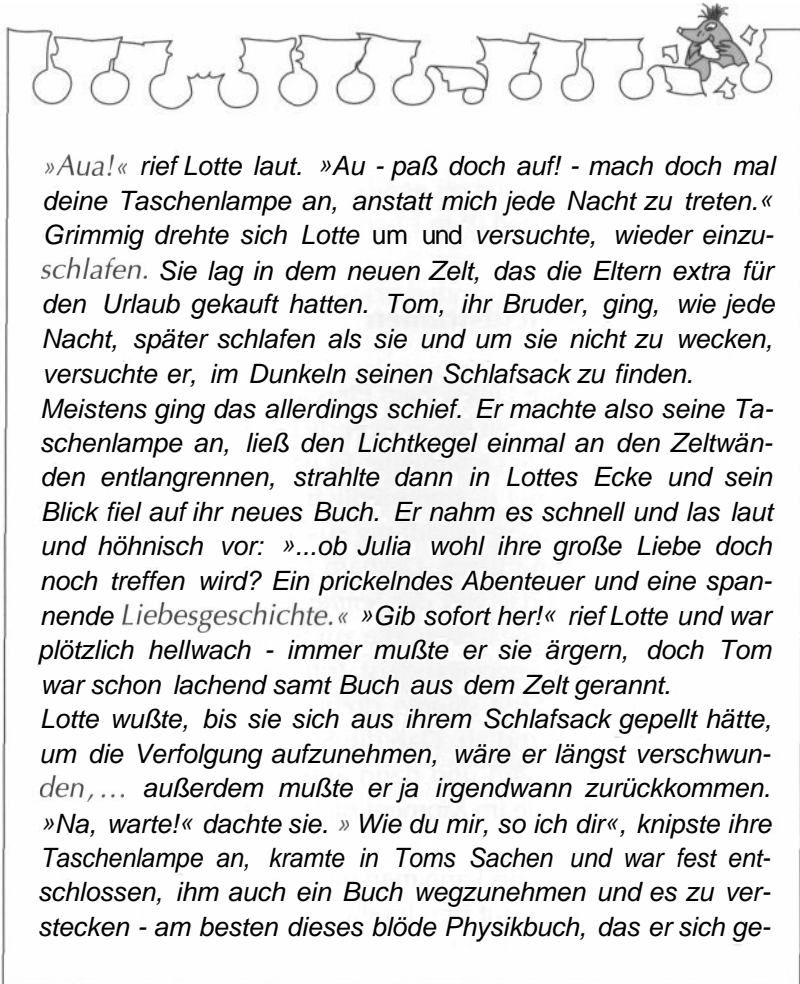 »Aua!« rief Lotte laut. »Au - paß doch auf! - mach doch mal
deine Taschenlampe an, anstatt mich jede Nacht zu treten.«
Grimmig drehte sich Lotte um und versuchte, wieder einzu-
schlafen. Sie lag in dem neuen Zelt, das die Eltern extra für
den Urlaub gekauft hatten. Tom, ihr Bruder, ging, wie jede
Nacht, später schlafen als sie und um sie nicht zu wecken,
versuchte er, im Dunkeln seinen Schlafsack zu finden.
Meistens ging das allerdings schief. Er machte also seine Ta-
schenlampe an, ließ den Lichtkegel einmal an den Zeltwän-
den entlangrennen, strahlte dann in Lottes Ecke und sein
Blick fiel auf ihr neues Buch. Er nahm es schnell und las laut
und höhnisch vor: »...ob Julia wohl ihre große Liebe doch
noch treffen wird? Ein prickelndes Abenteuer und eine span-
nende Liebesgeschichte.« »Gib sofort her!« rief Lotte und war
plötzlich hellwach - immer mußte er sie ärgern, doch Tom
war schon lachend samt Buch aus dem Zelt gerannt.
Lotte wußte, bis sie sich aus ihrem Schlafsack gepellt hätte,
um die Verfolgung aufzunehmen, wäre er längst verschwun-
den,... außerdem mußte er ja irgendwann zurückkommen.
»Na, warte!« dachte sie. » Wie du mir, so ich dir«, knipste ihre
Taschenlampe an, kramte in Toms Sachen und war fest ent-
schlossen, ihm auch ein Buch wegzunehmen und es zu ver-
stecken - am besten dieses blöde Physikbuch, das er sich ge-